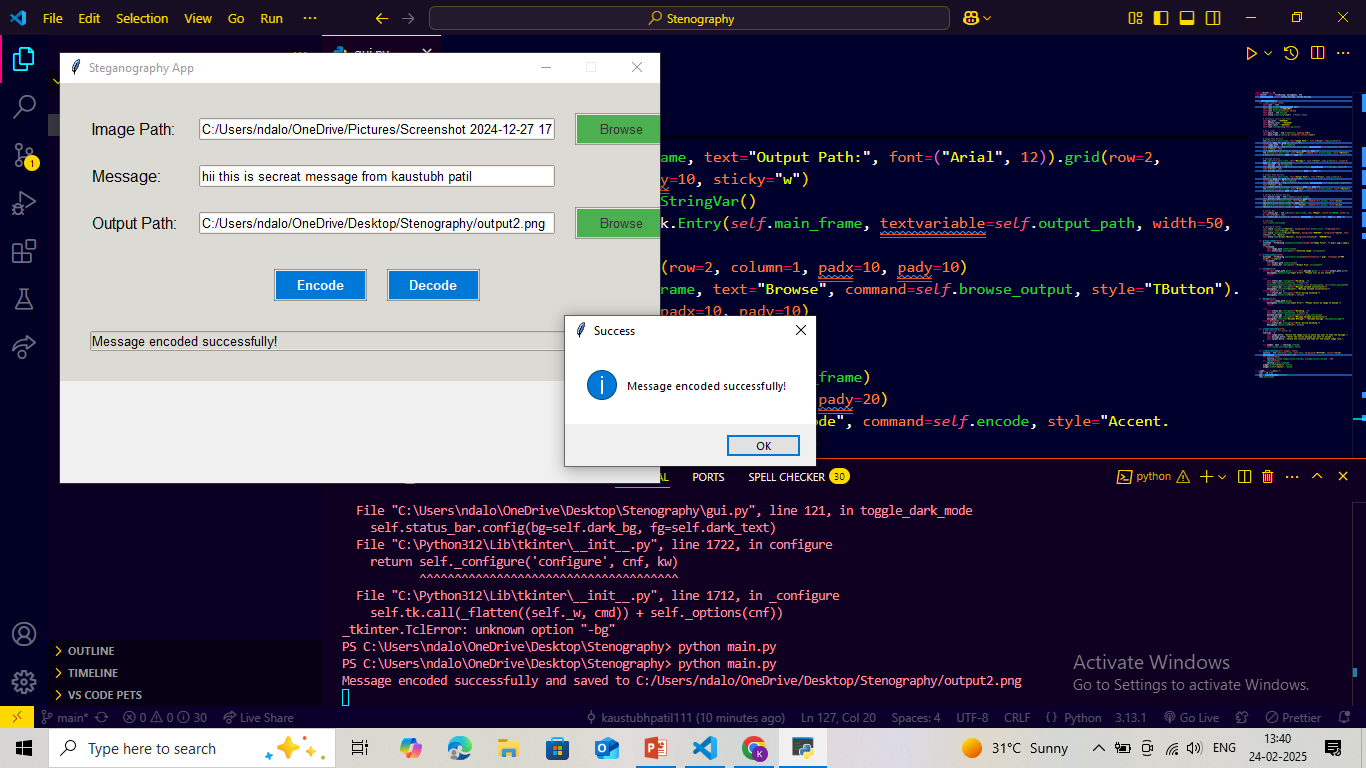 File Edit Selection View Go Run ··· Stenography
Steganography App
Image Path: C:/Users/ndalo/OneDrive/Pictures/Screenshot 2024-12-27 17 Browse
Message: hii this is secreat message from kaustubh patil
Output Path: C:/Users/ndalo/OneDrive/Desktop/Stenography/output2.png Browse
Encode Decode
Message encoded successfully!
ame, text="Output Path:", font=("Arial", 12)).grid(row=2,
y=10, sticky="w")
StringVar()
k.Entry(self.main_frame, textvariable=self.output_path, width=50,
(row=2, column=1, padx=10, pady=10)
rame, text="Browse", command=self.browse_output, style="TButton").
padx=10, pady=10)
_frame)
pady=20)
ode", command=self.encode, style="Accent.
Success
Message encoded successfully!
OK
PORTS SPELL CHECKER 30
python
File "C:\Users\ndalo\OneDrive\Desktop\Stenography\gui.py", line 121, in toggle_dark_mode
self.status_bar.config(bg=self.dark_bg, fg=self.dark_text)
File "C:\Python312\Lib\tkinter\__init__.py", line 1722, in configure
return self._configure('configure', cnf, kw)
^^^^^^^^^^^^^^^^^^^^^^^^^^^^^^^^^^^^^
File "C:\Python312\Lib\tkinter\__init__.py", line 1712, in _configure
self.tk.call(_flatten((self._w, cmd)) + self._options(cnf))
_tkinter.TclError: unknown option "-bg"
PS C:\Users\ndalo\OneDrive\Desktop\Stenography> python main.py
PS C:\Users\ndalo\OneDrive\Desktop\Stenography> python main.py
Message encoded successfully and saved to C:/Users/ndalo/OneDrive/Desktop/Stenography/output2.png
1
OUTLINE
TIMELINE
VS CODE PETS
Activate Windows
Go to Settings to activate Windows.
main* 0 0 30 Live Share kaustubhpatil111 (10 minutes ago) Ln 127, Col 20 Spaces: 4 UTF-8 CRLF Python 3.13.1 Go Live Prettier
Type here to search
31°C Sunny
ENG
13:40
24-02-2025